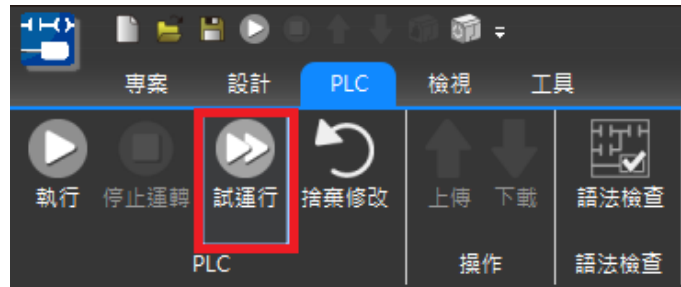 專案 設計 PLC 檢視 工具
執行 停止運轉 試運行 捨棄修改 上傳 下載 語法檢查
PLC 操作 語法檢查